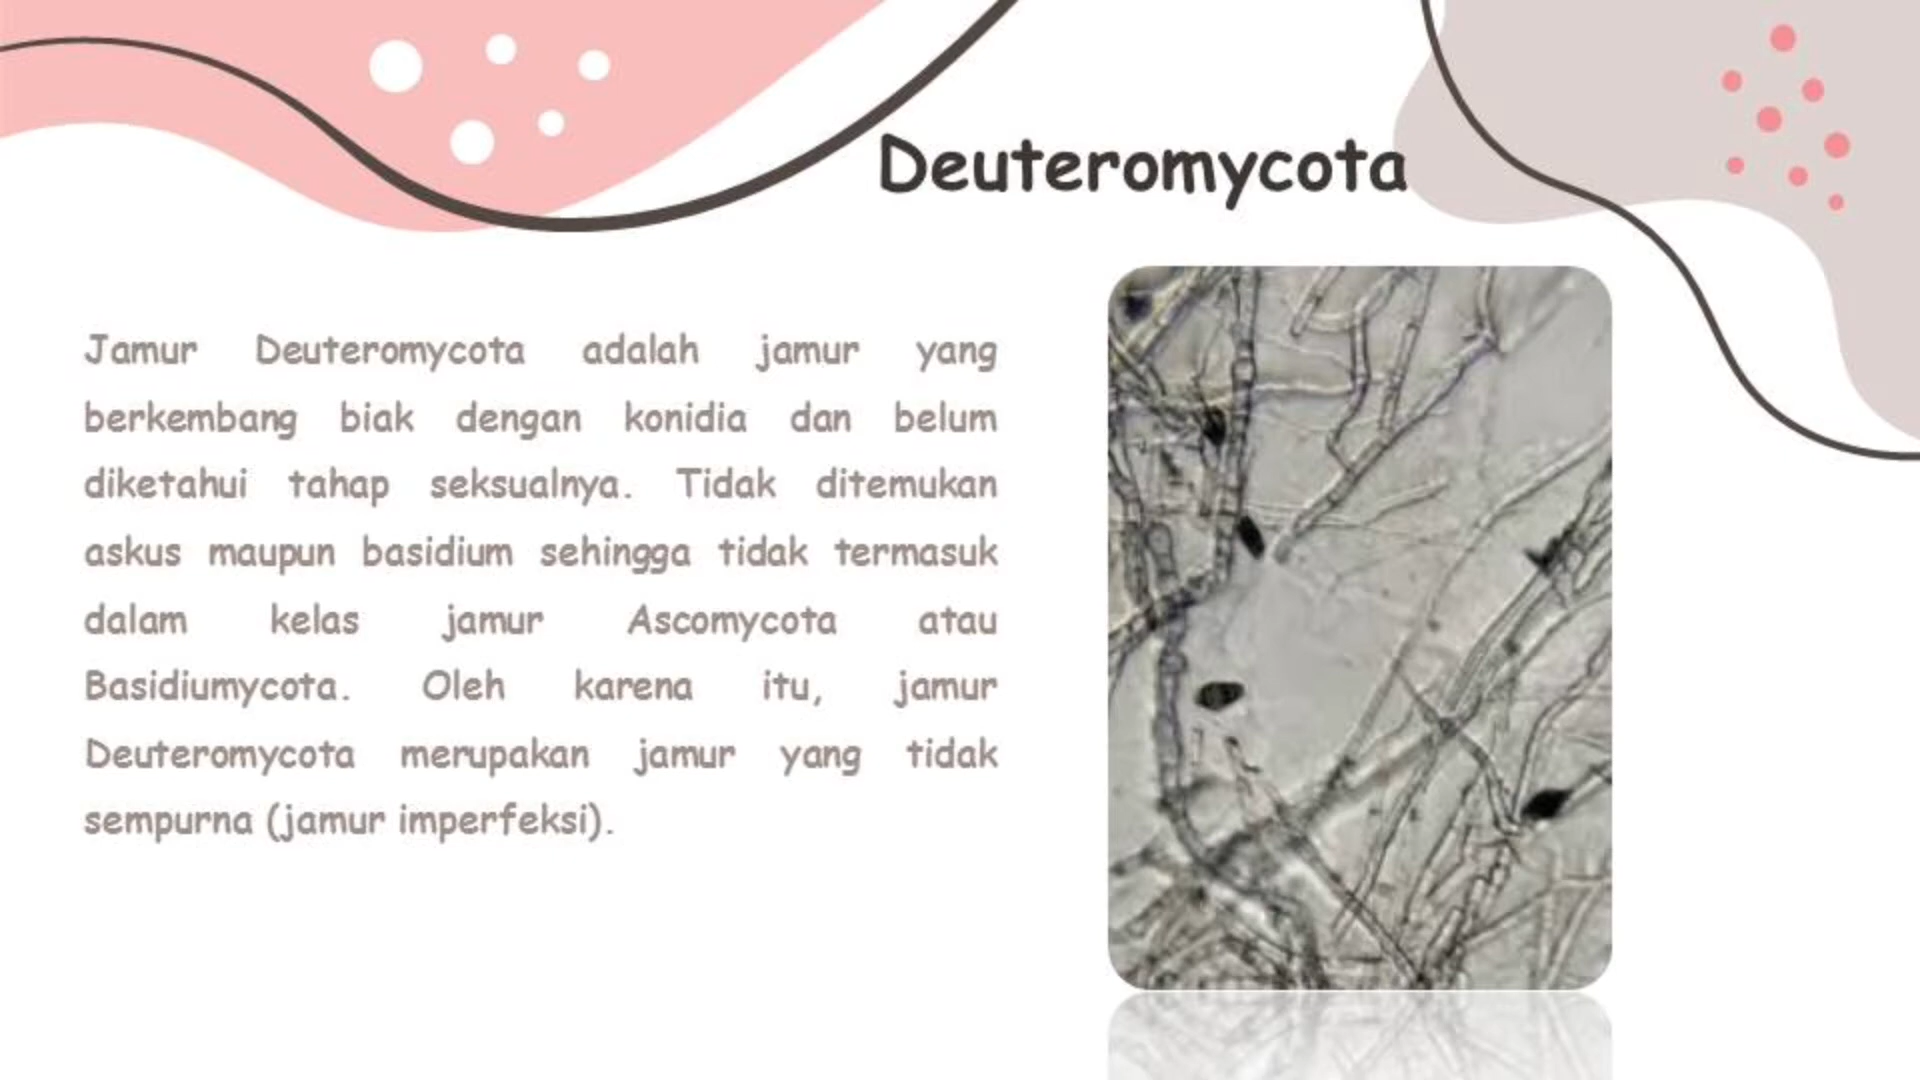 Deuteromycota
Jamur Deuteromycota adalah jamur yang
berkembang biak dengan konidia dan belum
diketahui tahap seksualnya. Tidak ditemukan
askus maupun basidium sehingga tidak termasuk
dalam kelas jamur Ascomycota atau
Basidiumycota. Oleh karena itu, jamur
Deuteromycota merupakan jamur yang tidak
sempurna (jamur imperfeksi).